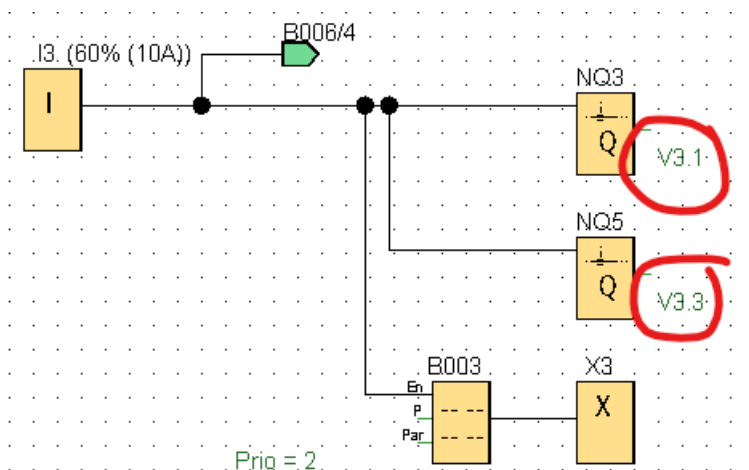 B006/4
I3. (60% (10A))
I
NQ3
Q
V3.1
NQ5
Q
V3.3
B003
X3
En
P
Par
X
Prio = 2